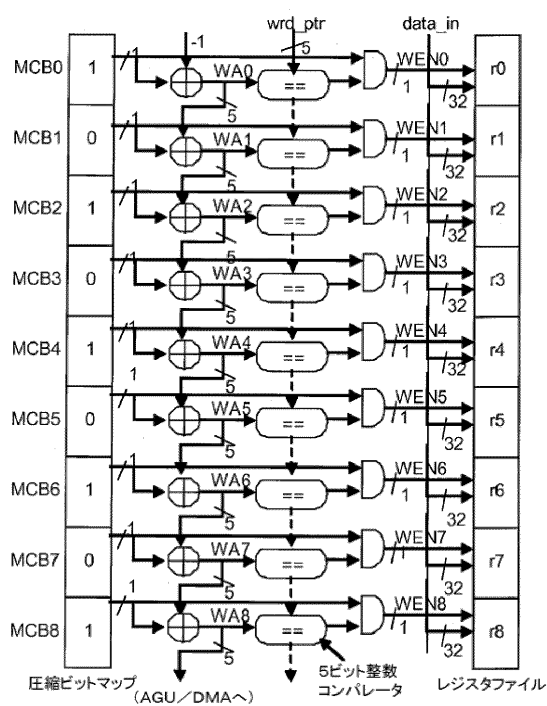 -1 wrd_ptr data_in
5
MCB0 1 1 WA0 == WEN0 r0
5 1 32
MCB1 0 1 WA1 == WEN1 r1
5 1 32
MCB2 1 1 WA2 == WEN2 r2
5 1 32
MCB3 0 1 WA3 == WEN3 r3
5 1 32
MCB4 1 1 WA4 == WEN4 r4
5 1 32
MCB5 0 1 WA5 == WEN5 r5
5 1 32
MCB6 1 1 WA6 == WEN6 r6
5 1 32
MCB7 0 1 WA7 == WEN7 r7
5 1 32
MCB8 1 1 WA8 == WEN8 r8
5 1 32
圧縮ビットマップ
(AGU/DMAへ)
5ビット整数
コンパレータ
レジスタファイル